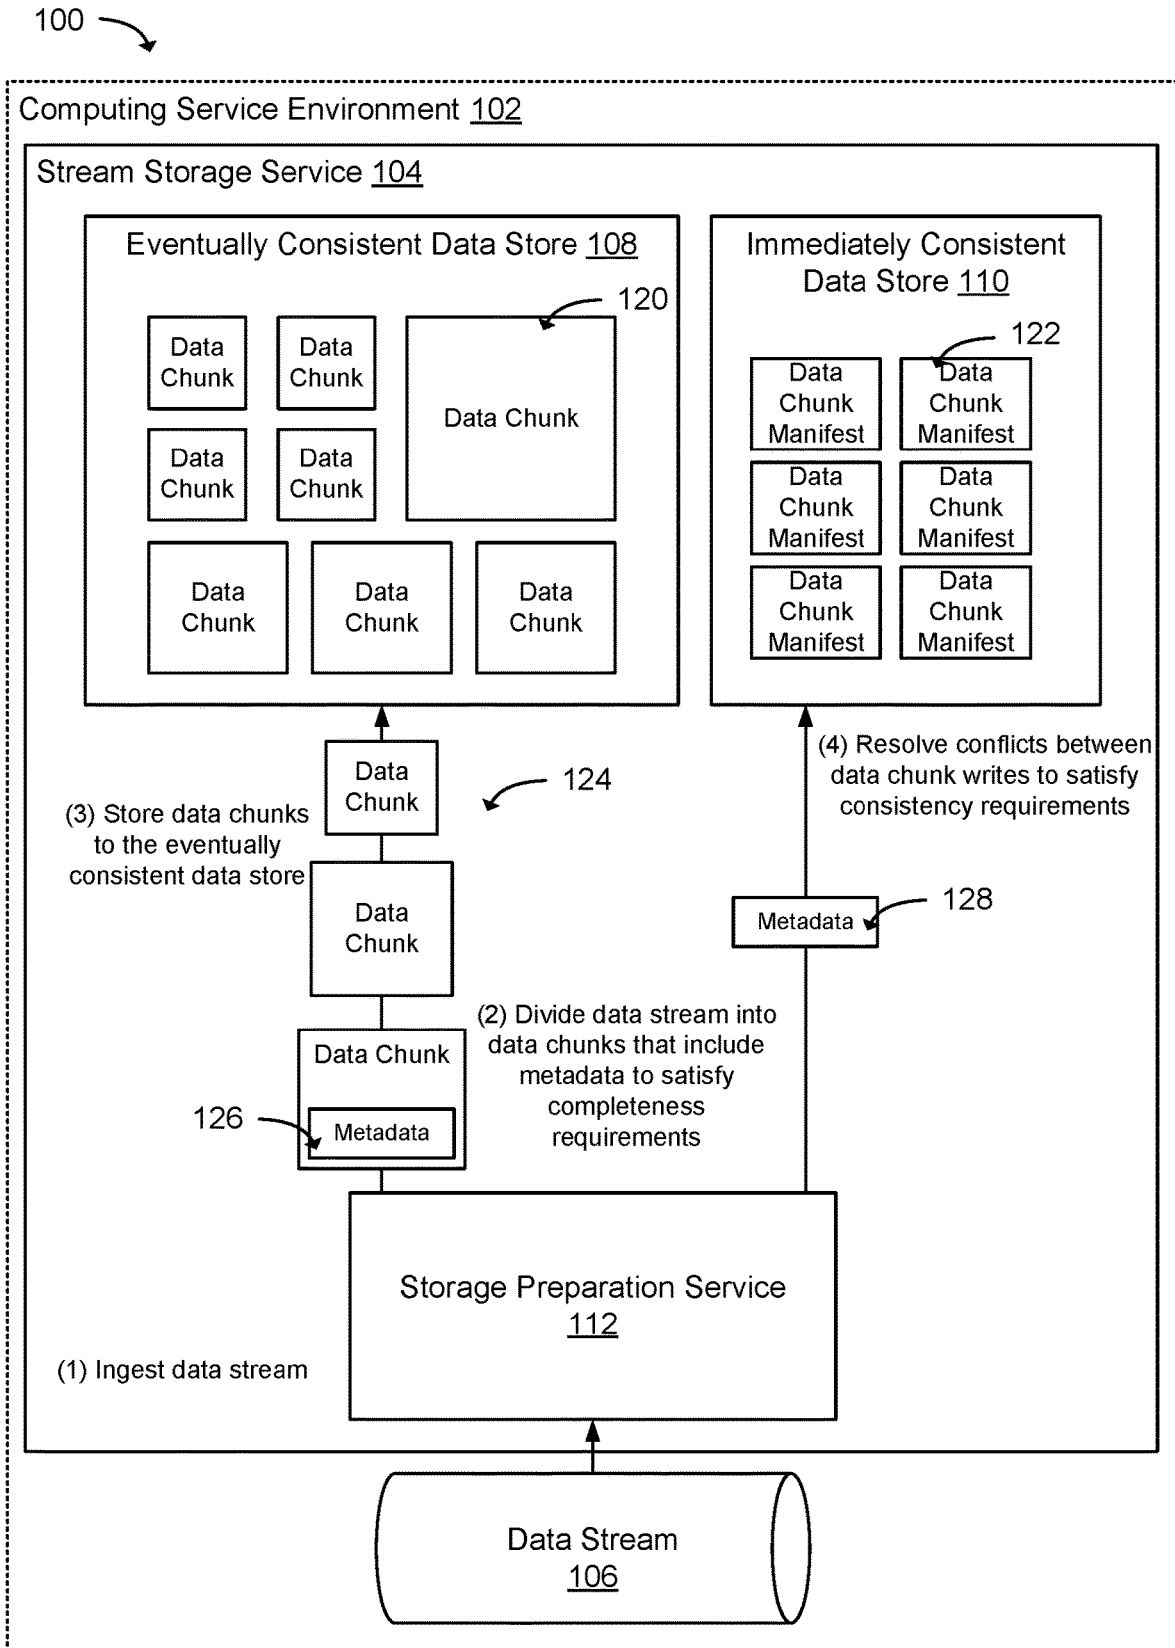 100
Computing Service Environment 102
Stream Storage Service 104
Eventually Consistent Data Store 108
Immediately Consistent
Data Store 110
120
122
Data
Chunk
Data
Chunk
Data Chunk
Data
Chunk
Data
Chunk
Data
Chunk
Data
Chunk
Data
Chunk
Data
Chunk
Manifest
Data
Chunk
Manifest
Data
Chunk
Manifest
Data
Chunk
Manifest
Data
Chunk
Manifest
Data
Chunk
Manifest
(4) Resolve conflicts between
data chunk writes to satisfy
consistency requirements
Data
Chunk
124
(3) Store data chunks
to the eventually
consistent data store
Data
Chunk
Metadata
128
(2) Divide data stream into
data chunks that include
metadata to satisfy
completeness
requirements
Data Chunk
126
Metadata
Storage Preparation Service
112
(1) Ingest data stream
Data Stream
106